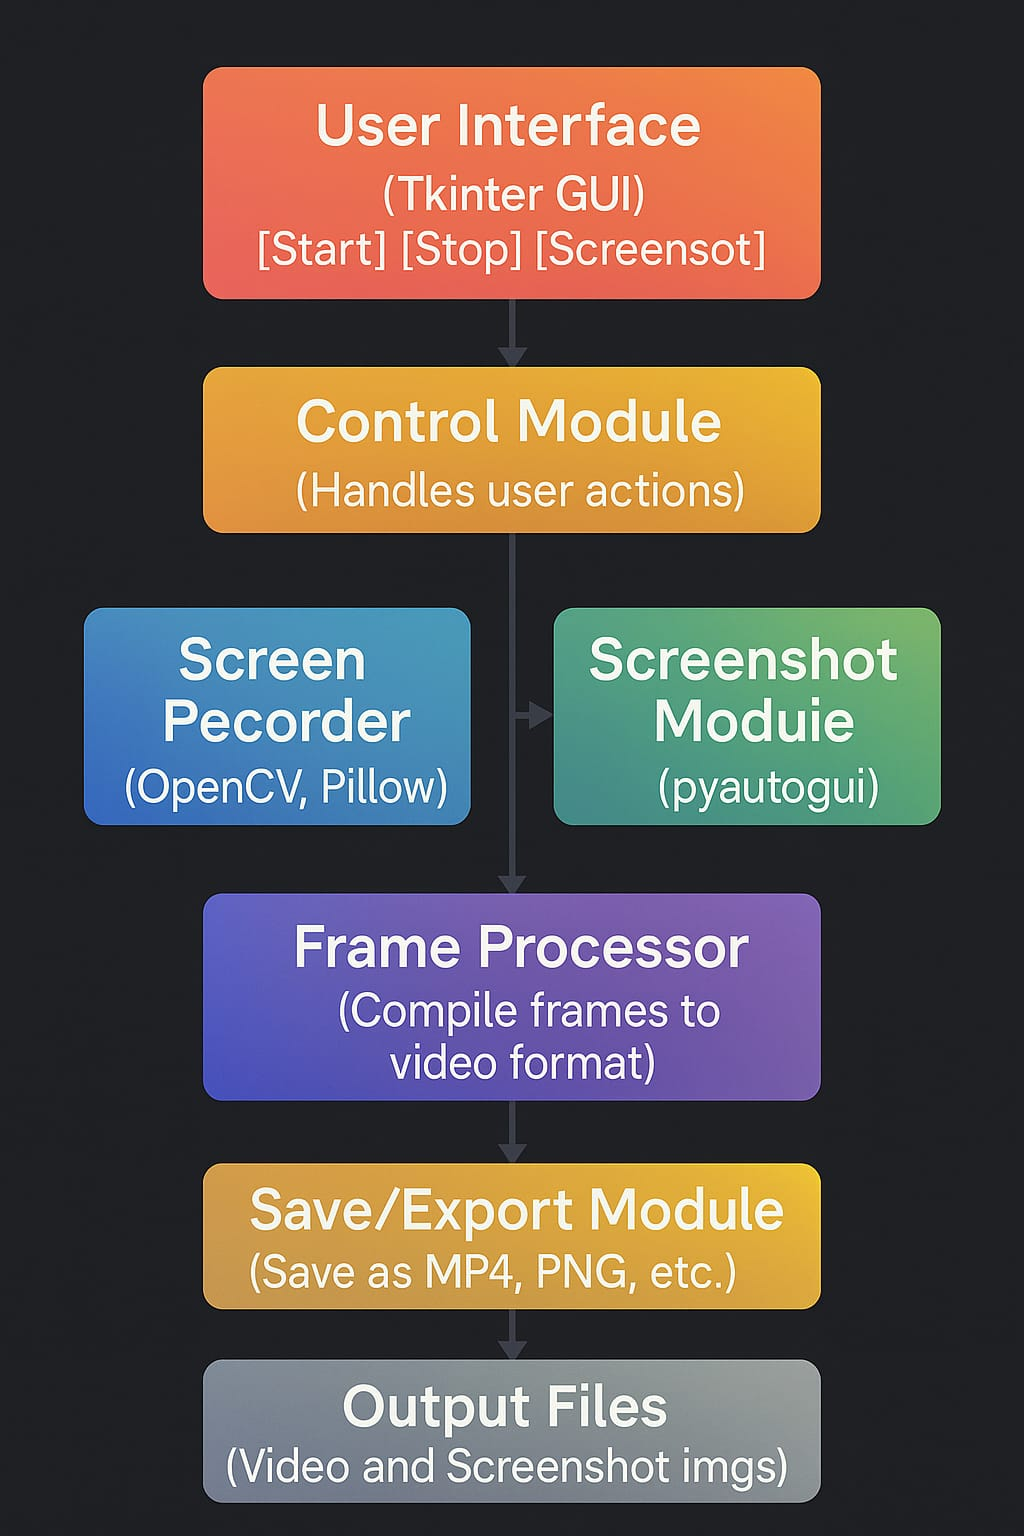 User Interface
(Tkinter GUI)
[Start] [Stop] [Screensot]
Control Module
(Handles user actions)
Screen
Pecorder
(OpenCV, Pillow)
Screenshot
Moduie
(pyautogui)
Frame Processor
(Compile frames to
video format)
Save/Export Module
(Save as MP4, PNG, etc.)
Output Files
(Video and Screenshot imgs)